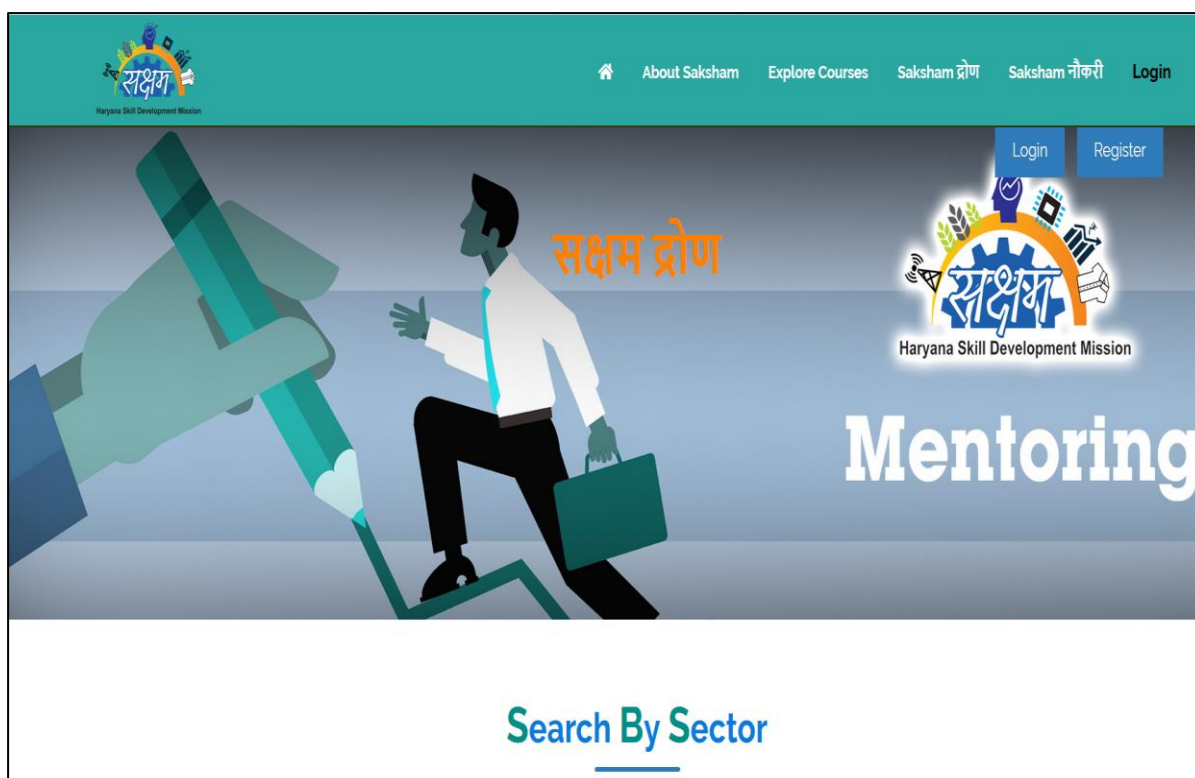 सक्षम
Haryana Skill Development Mission
About Saksham Explore Courses Saksham द्रोण Saksham नौकरी Login
Login Register
सक्षम द्रोण
सक्षम
Haryana Skill Development Mission
Mentoring
Search By Sector